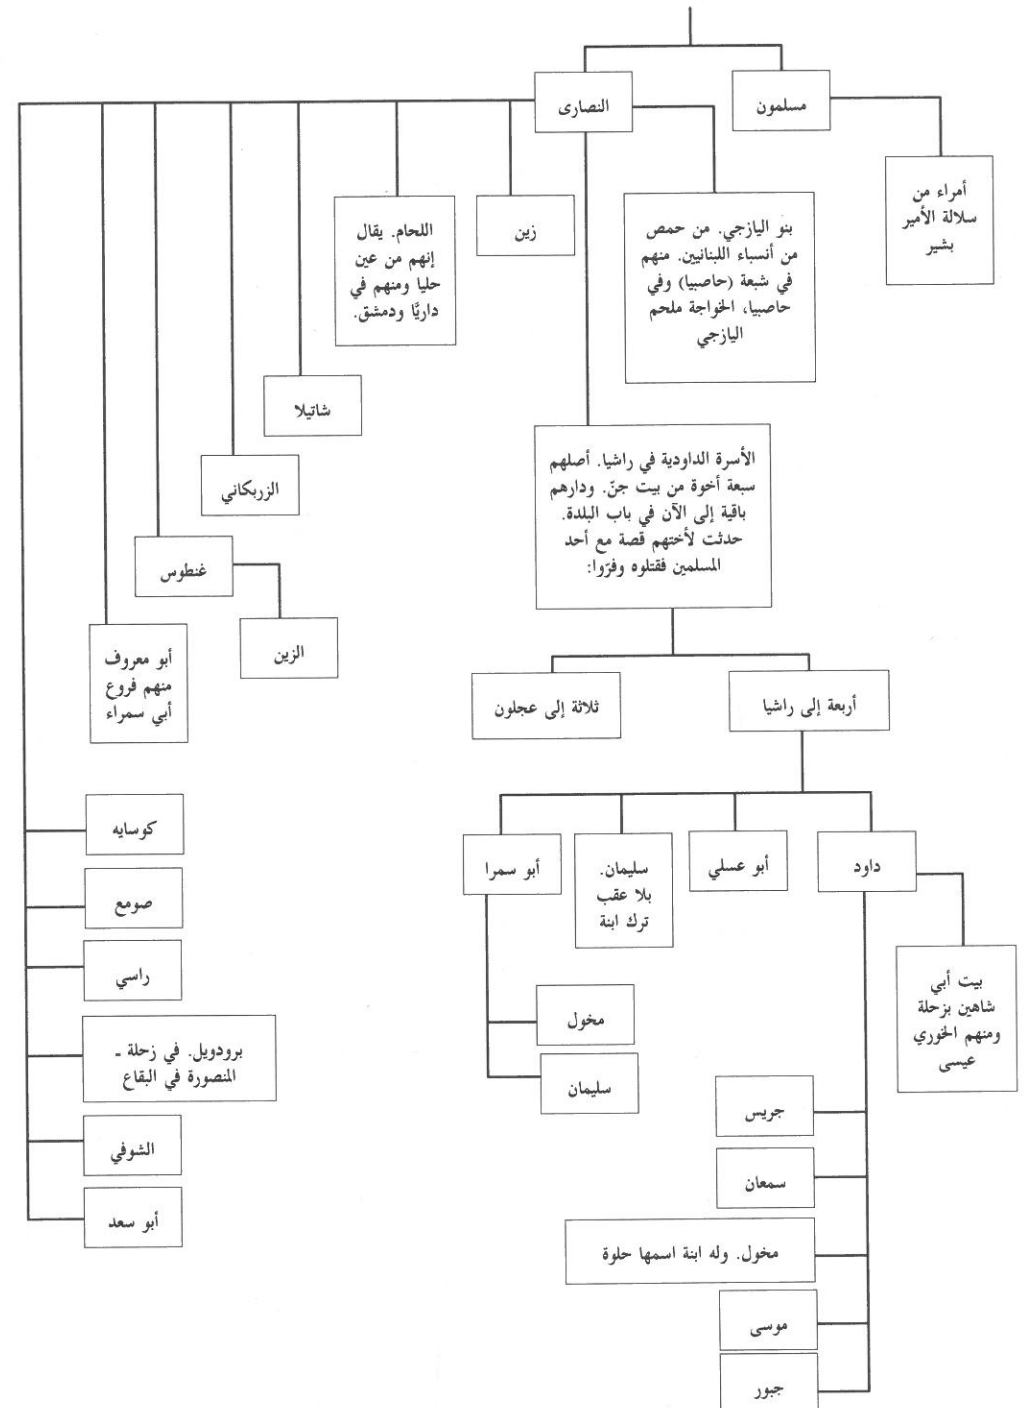 مسلمون
النصارى
أمراء من
سلالة الأمير
بشير
بنو اليازجي. من حمص
من أنسباء اللبنانيين. منهم
في شبعة (حاصبيا) وفي
حاصبيا، الخواجة ملحم
اليازجي
زين
اللحام. يقال
إنهم من عين
حليا ومنهم في
داريَّا ودمشق.
شاتيلا
الزربكاني
غنطوس
الزين
أبو معروف
منهم فروع
أبي سمراء
الأسرة الداودية في راشيا. أصلهم
سبعة أخوة من بيت جنّ. ودارهم
باقية إلى الآن في باب البلدة.
حدثت لأختهم قصة مع أحد
المسلمين فقتلوه وفرّوا:
أربعة إلى راشيا
ثلاثة إلى عجلون
داود
أبو عسلي
سليمان.
بلا عقب
ترك ابنة
أبو سمرا
بيت أبي
شاهين بزحلة
ومنهم الخوري
عيسى
مخول
سليمان
جريس
سمعان
مخول. وله ابنة اسمها حلوة
موسى
جبور
كوسايه
صومع
راسي
برودويل. في زحلة ـ
المنصورة في البقاع
الشوفي
أبو سعد